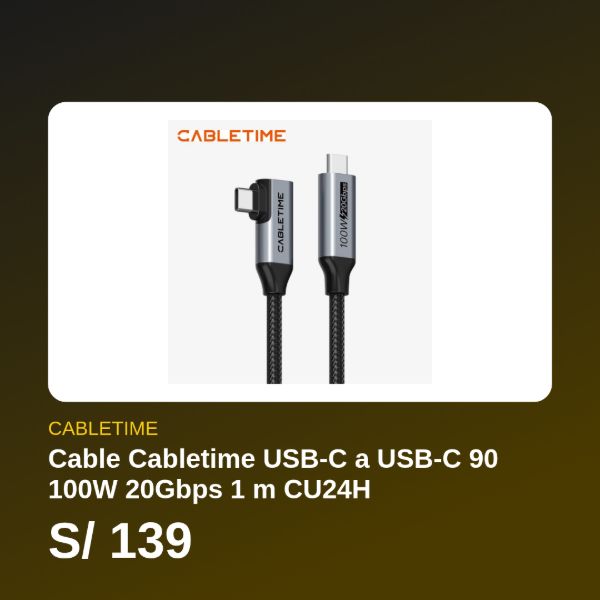 CABLETIME
CABLETIME
100W 20Gbps
CABLETIME
Cable Cabletime USB-C a USB-C 90
100W 20Gbps 1 m CU24H
S/ 139